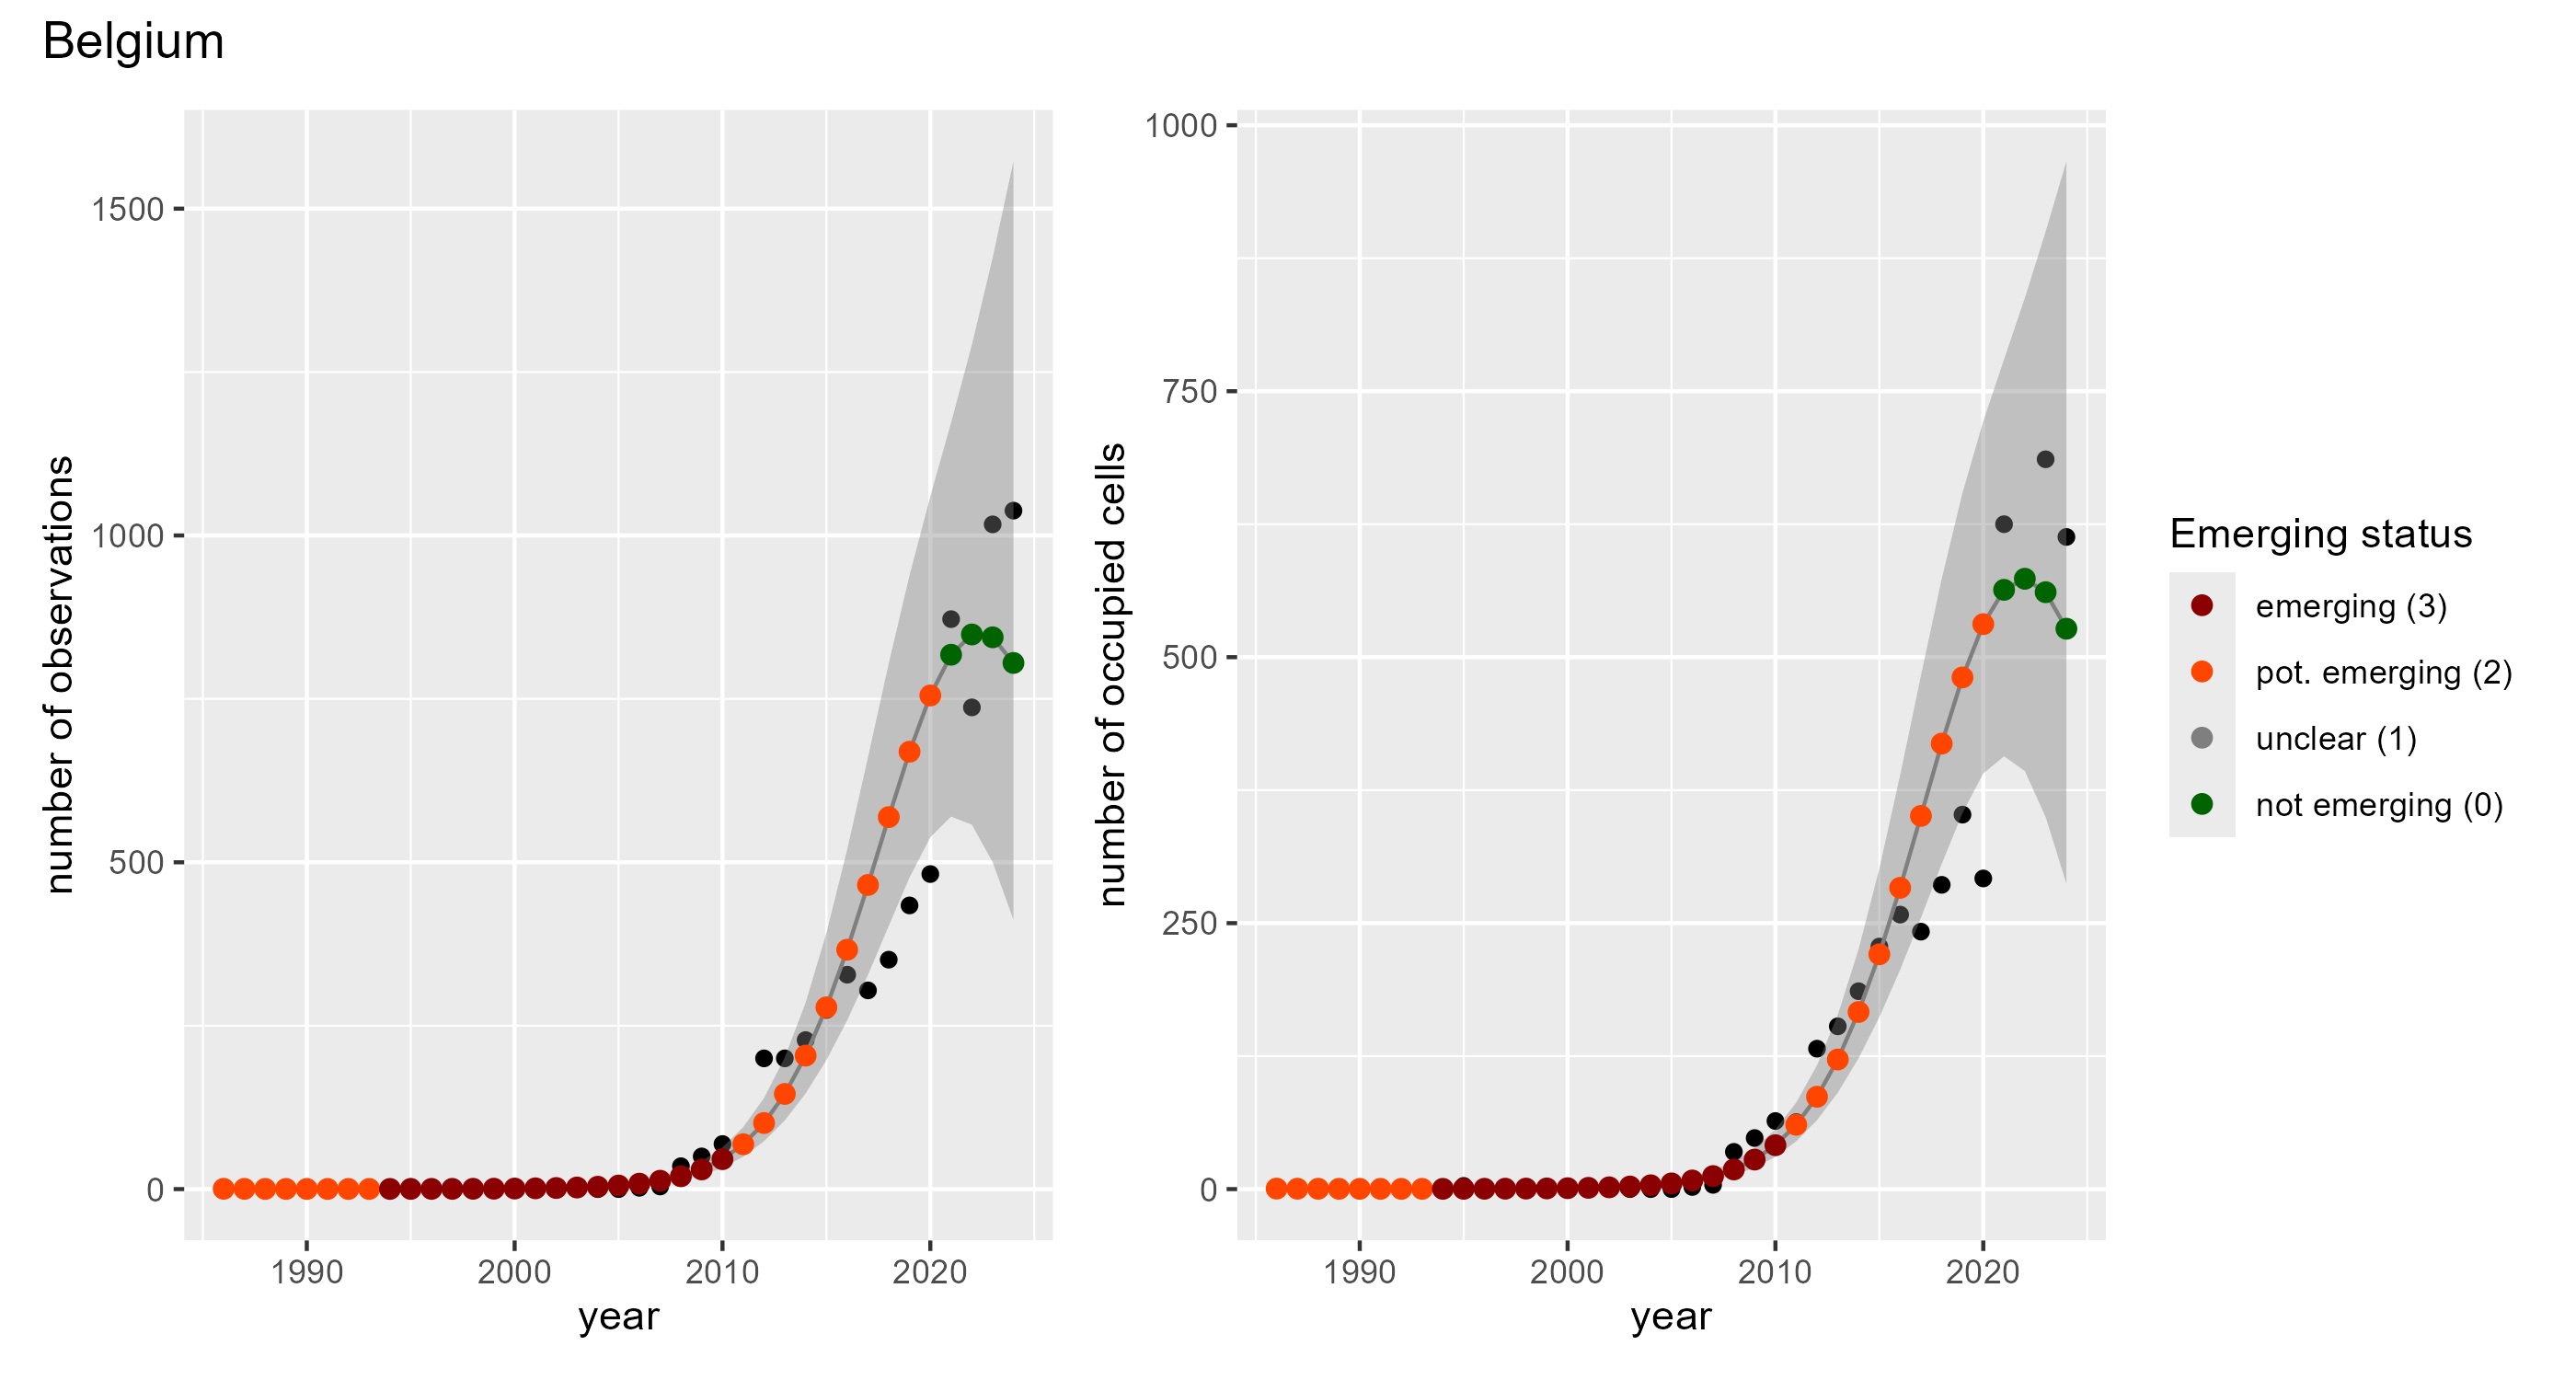 Belgium
number of observations
1500
1000
500
0
1990 2000 2010 2020
year
number of occupied cells
1000
750
500
250
0
1990 2000 2010 2020
year
Emerging status
emerging (3)
pot. emerging (2)
unclear (1)
not emerging (0)